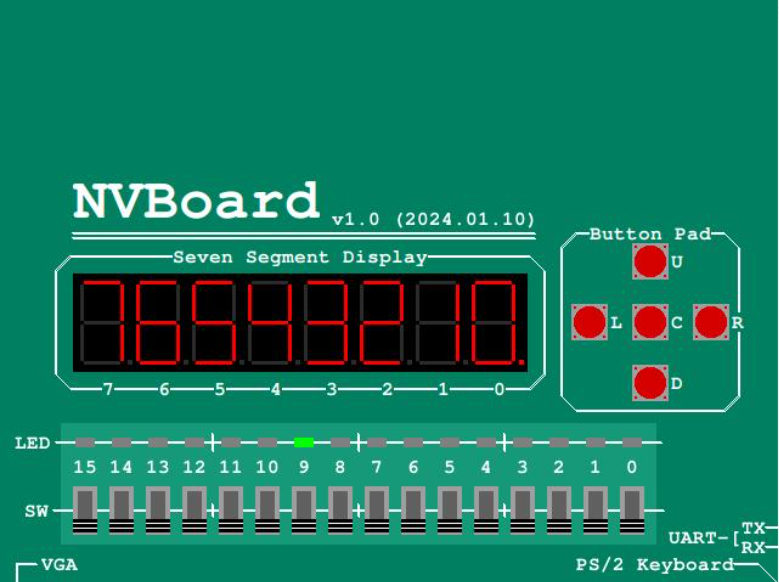 NVBoard v1.0 (2024.01.10)
Seven Segment Display
Button Pad
U
76543210.
L C R
7 6 5 4 3 2 1 0
D
LED
15 14 13 12 11 10 9 8 7 6 5 4 3 2 1 0
SW
UART-[TX
RX
VGA
PS/2 Keyboard